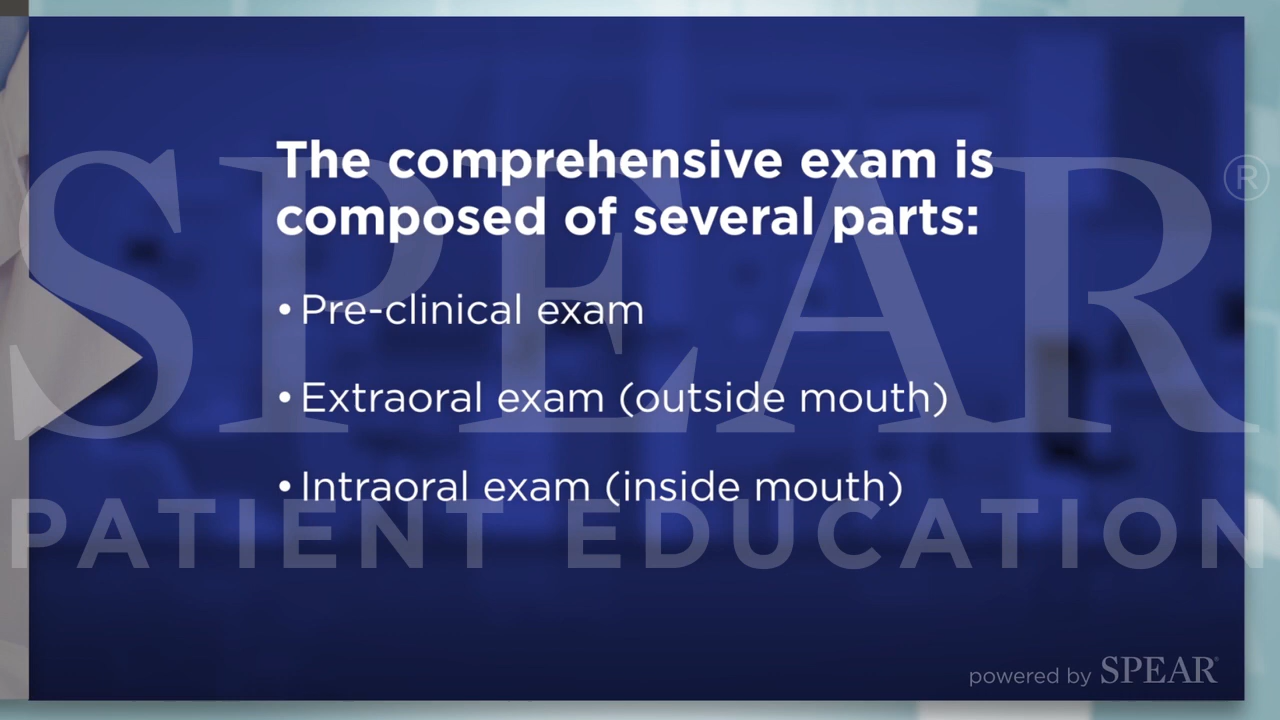 The comprehensive exam is
composed of several parts:
• Pre-clinical exam
• Extraoral exam (outside mouth)
• Intraoral exam (inside mouth)
SPEAR®
PATIENT EDUCATION
powered by SPEAR®